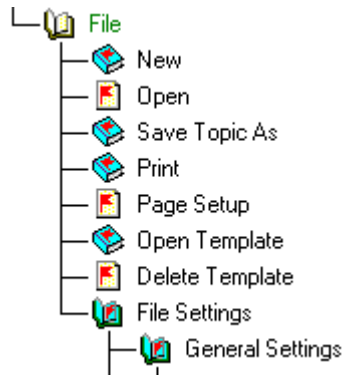 File
New
Open
Save Topic As
Print
Page Setup
Open Template
Delete Template
File Settings
General Settings